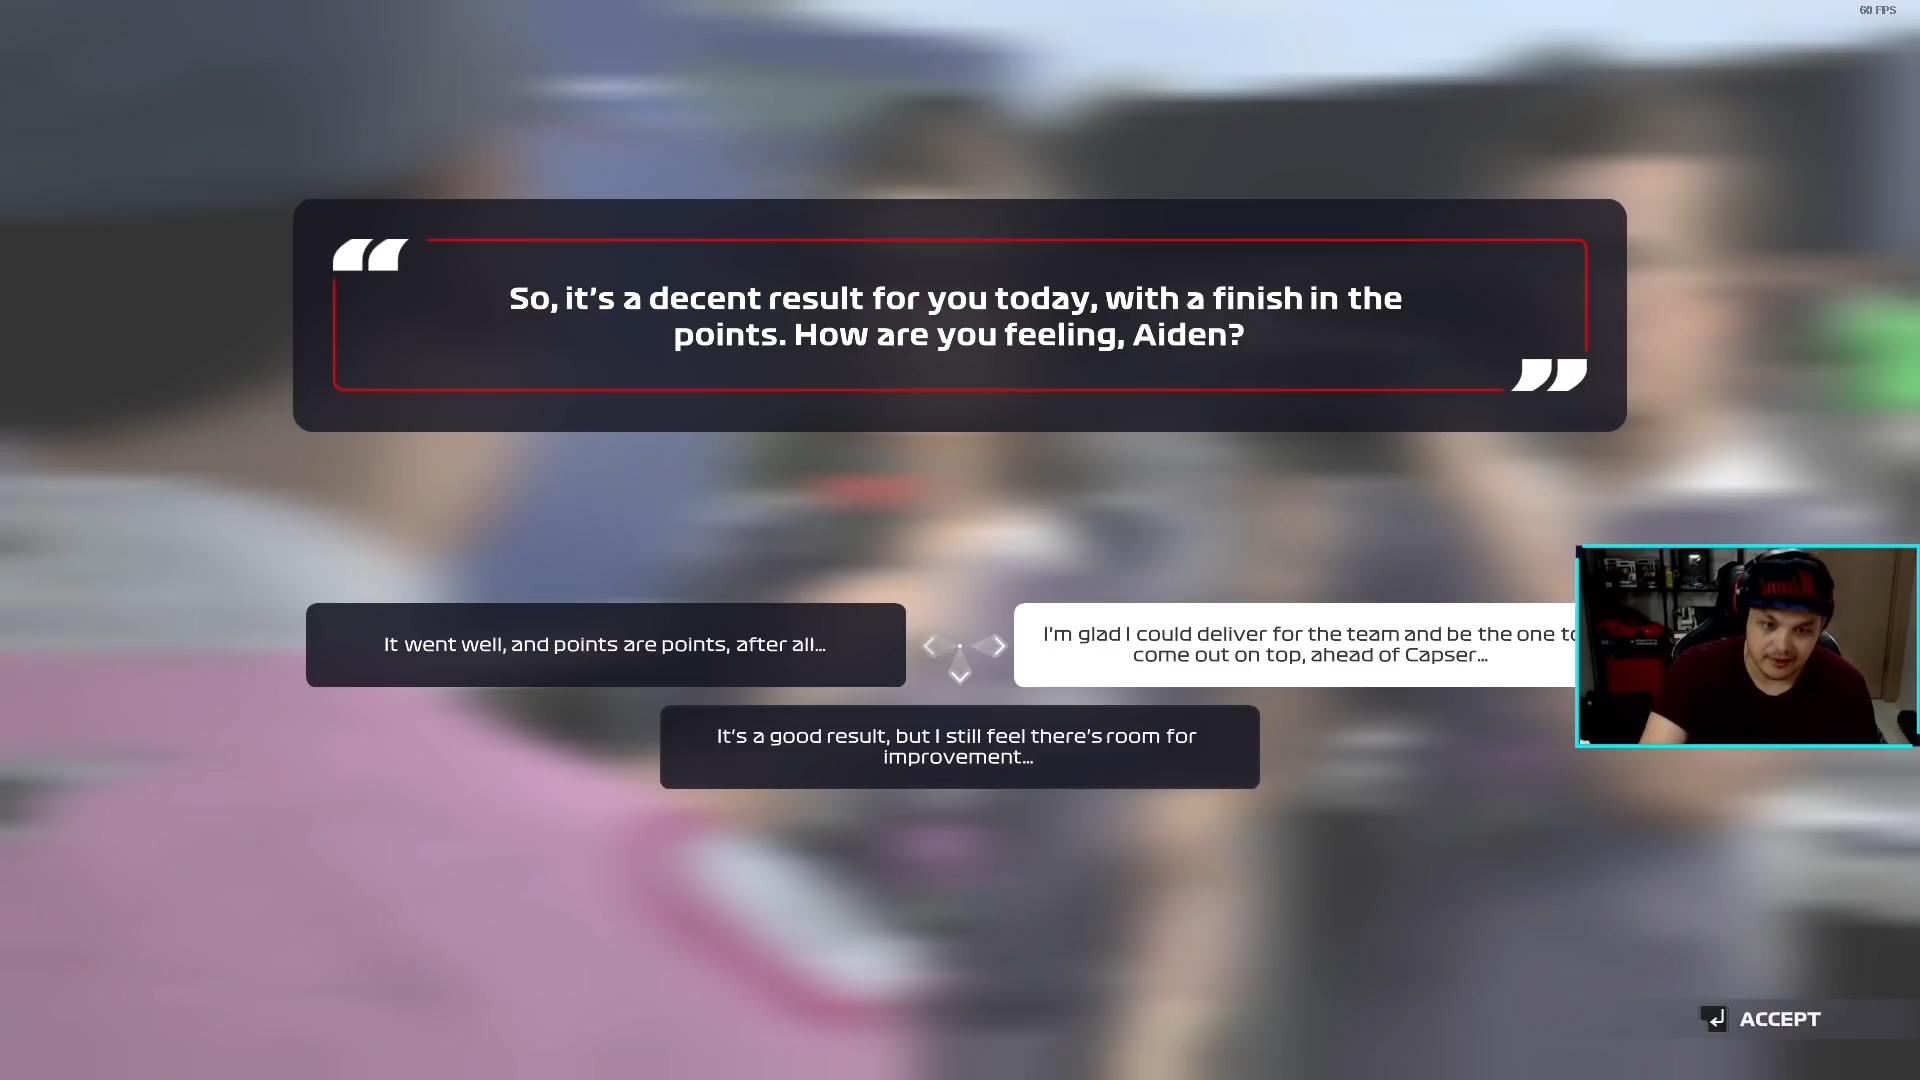 60 FPS
So, it's a decent result for you today, with a finish in the
points. How are you feeling, Aiden?
It went well, and points are points, after all...
I'm glad I could deliver for the team and be the one to
come out on top, ahead of Capser...
It's a good result, but I still feel there's room for
improvement...
ACCEPT